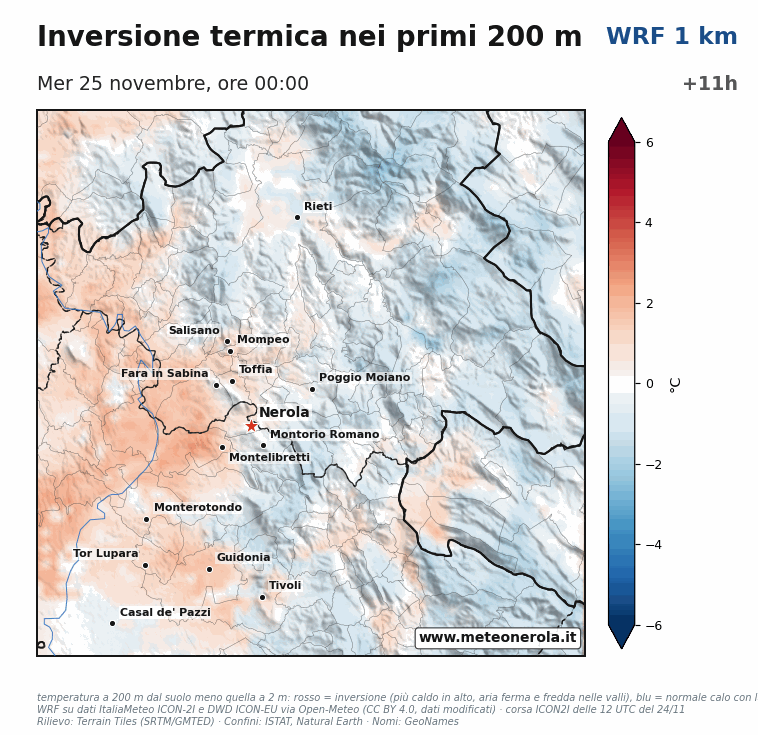 Inversione termica nei primi 200 m
WRF 1 km
Mer 25 novembre, ore 00:00
+11h
Rieti
Salisano
Mompeo
Fara in Sabina
Toffia
Poggio Moiano
Nerola
Montorio Romano
Montelibretti
Monterotondo
Tor Lupara
Guidonia
Tivoli
Casal de' Pazzi
www.meteonerola.it
6
4
2
0
−2
−4
−6
°C
temperatura a 200 m dal suolo meno quella a 2 m: rosso = inversione (più caldo in alto, aria ferma e fredda nelle valli), blu = normale calo con l
WRF su dati ItaliaMeteo ICON-2I e DWD ICON-EU via Open-Meteo (CC BY 4.0, dati modificati) · corsa ICON2I delle 12 UTC del 24/11
Rilievo: Terrain Tiles (SRTM/GMTED) · Confini: ISTAT, Natural Earth · Nomi: GeoNames